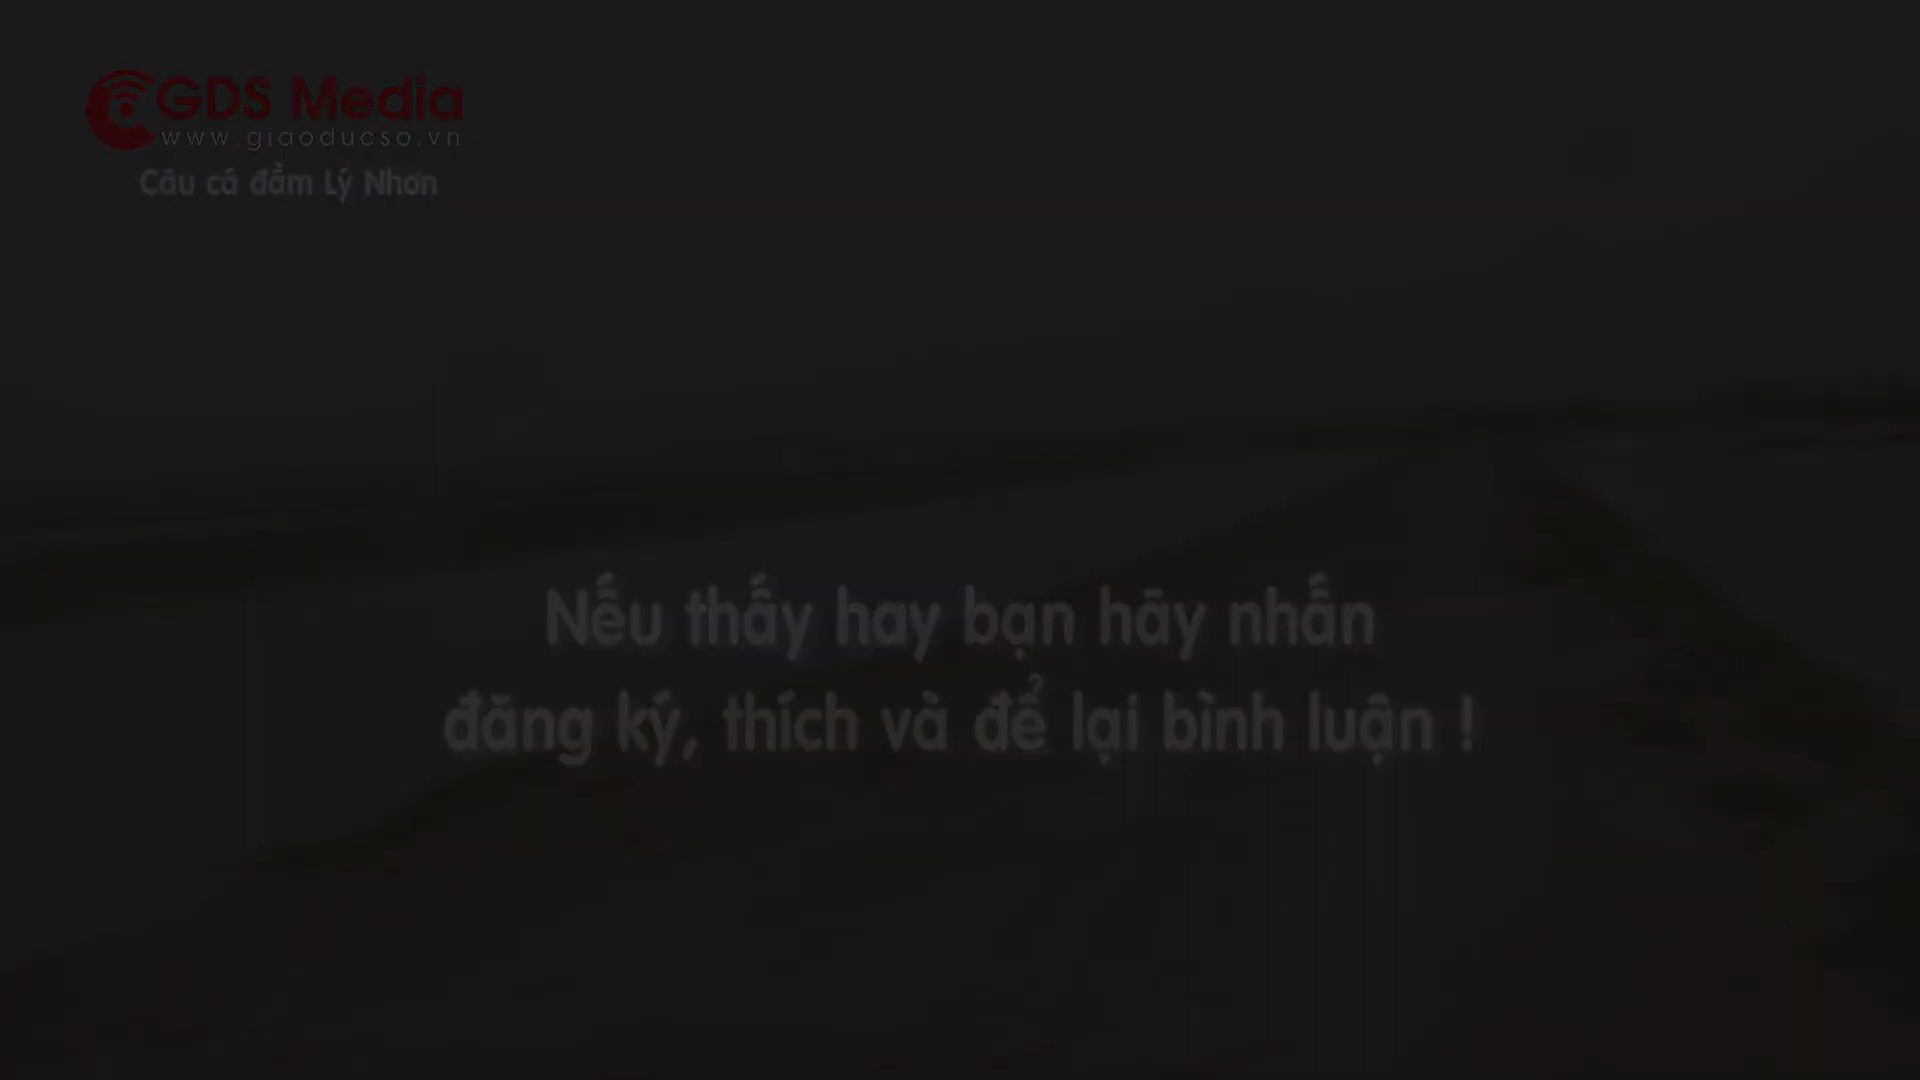 GDS Media
www.giaoducso.vn
Câu cá đầm Lý Nhơn
Nếu thấy hay bạn hãy nhấn
đăng ký, thích và để lại bình luận !